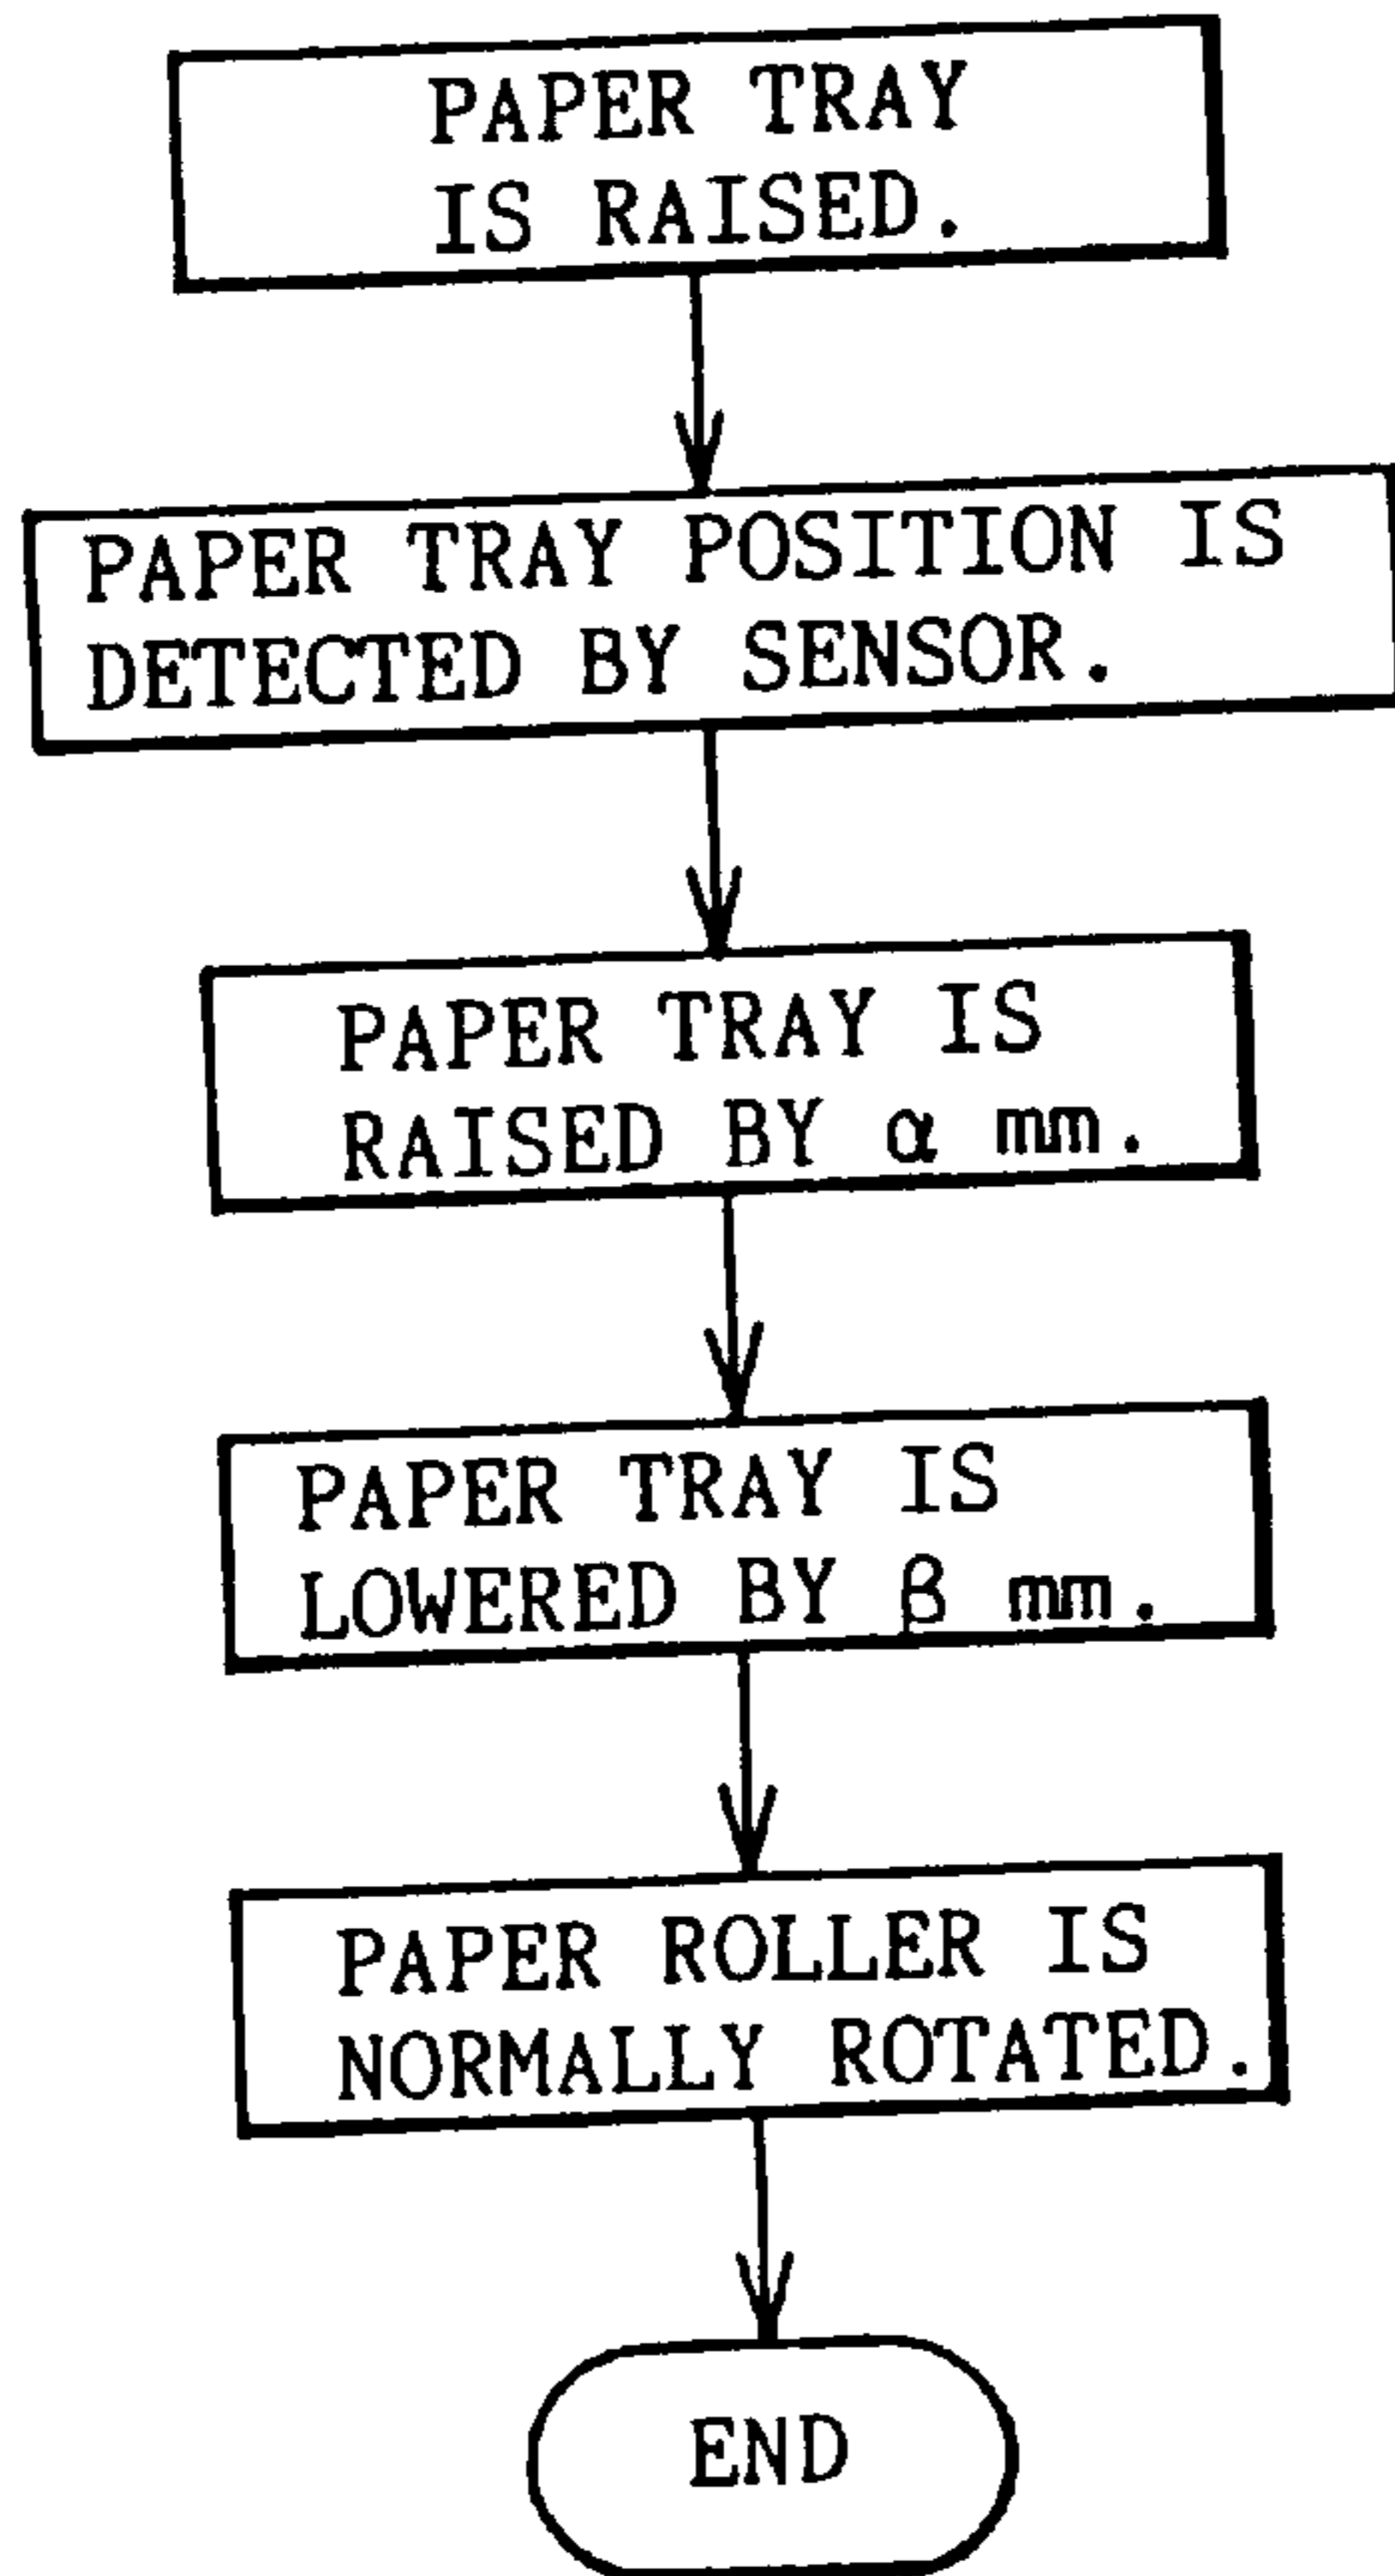 PAPER TRAY
IS RAISED.
PAPER TRAY POSITION IS
DETECTED BY SENSOR.
PAPER TRAY IS
RAISED BY α mm.
PAPER TRAY IS
LOWERED BY β mm.
PAPER ROLLER IS
NORMALLY ROTATED.
END